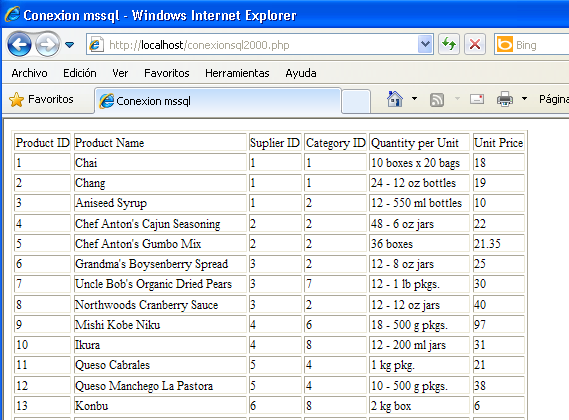 Conexion mssql - Windows Internet Explorer
http://localhost/conexionsql2000.php
Bing
Archivo Edición Ver Favoritos Herramientas Ayuda
Favoritos Conexion mssql Página
Product ID Product Name Suplier ID Category ID Quantity per Unit Unit Price
1 Chai 1 1 10 boxes x 20 bags 18
2 Chang 1 1 24 - 12 oz bottles 19
3 Aniseed Syrup 1 2 12 - 550 ml bottles 10
4 Chef Anton's Cajun Seasoning 2 2 48 - 6 oz jars 22
5 Chef Anton's Gumbo Mix 2 2 36 boxes 21.35
6 Grandma's Boysenberry Spread 3 2 12 - 8 oz jars 25
7 Uncle Bob's Organic Dried Pears 3 7 12 - 1 lb pkgs. 30
8 Northwoods Cranberry Sauce 3 2 12 - 12 oz jars 40
9 Mishi Kobe Niku 4 6 18 - 500 g pkgs. 97
10 Ikura 4 8 12 - 200 ml jars 31
11 Queso Cabrales 5 4 1 kg pkg. 21
12 Queso Manchego La Pastora 5 4 10 - 500 g pkgs. 38
13 Konbu 6 8 2 kg box 6